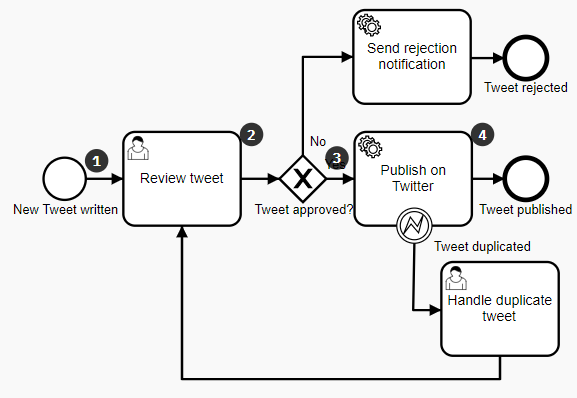 Send rejection
notification
Tweet rejected
No
1
2
3
4
Yes
Review tweet
Publish on
Twitter
New Tweet written
Tweet approved?
Tweet published
Tweet duplicated
Handle duplicate
tweet